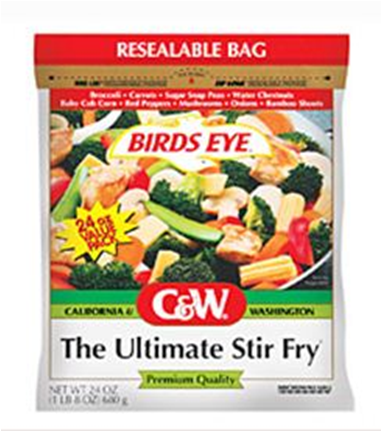 RESEALABLE BAG
Broccoli • Carrots • Sugar Snap Peas • Water Chestnuts
Baby Cob Corn • Red Peppers • Mushrooms • Onions • Bamboo Shoots
BIRDS EYE
24 OZ
VALUE
PACK
CALIFORNIA & WASHINGTON
C&W
The Ultimate Stir Fry
Premium Quality
NET WT 24 OZ
(1 LB 8 OZ) 680 g